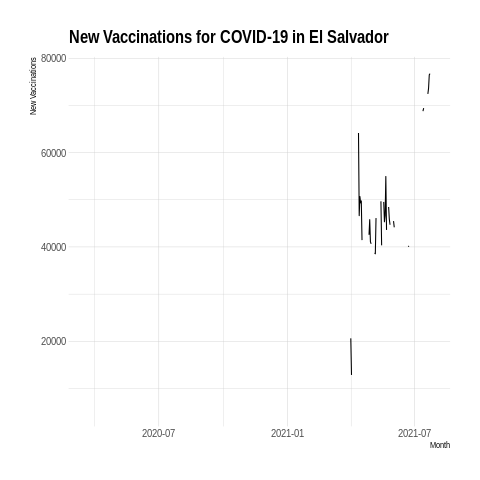 New Vaccinations for COVID-19 in El Salvador
New Vaccinations
80000
60000
40000
20000
2020-07
2021-01
2021-07
Month